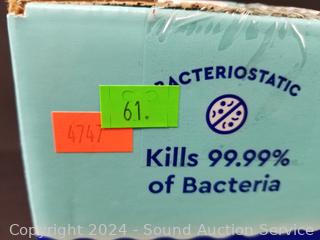 BACTERIOSTATIC
61.
4747
Kills 99.99%
of Bacteria
Copyright 2024 - Sound Auction Service